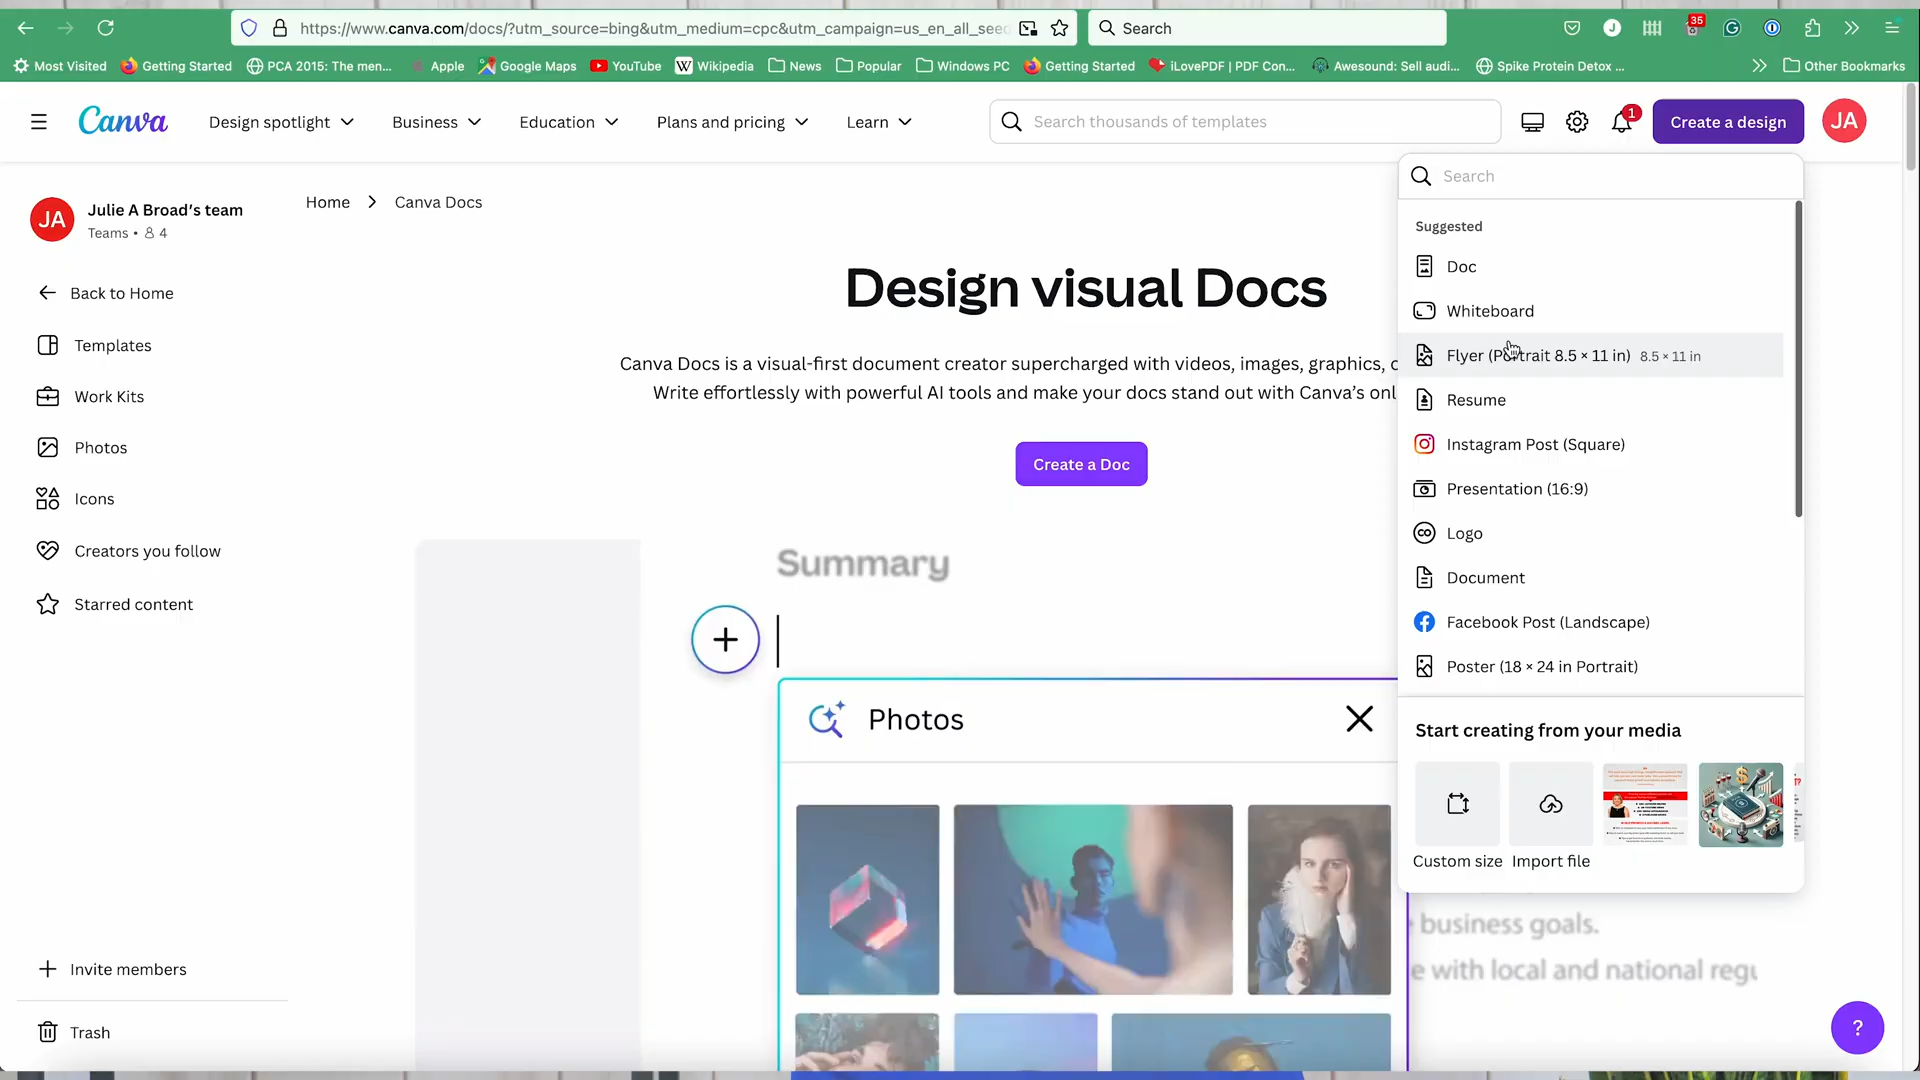 https://www.canva.com/docs/?utm_source=bing&utm_medium=cpc&utm_campaign=us_en_all_seed
Search
J
35
Most Visited
Getting Started
PCA 2015: The men...
Apple
Google Maps
YouTube
W Wikipedia
News
Popular
Windows PC
Getting Started
iLovePDF | PDF Con...
Awesound: Sell audi...
Spike Protein Detox ...
Other Bookmarks
Canva
Design spotlight
Business
Education
Plans and pricing
Learn
Search thousands of templates
1
Create a design
JA
JA
Julie A Broad's team
Teams • 4
Back to Home
Templates
Work Kits
Photos
Icons
Creators you follow
Starred content
Invite members
Trash
Home > Canva Docs
Design visual Docs
Canva Docs is a visual-first document creator supercharged with videos, images, graphics, c
Write effortlessly with powerful AI tools and make your docs stand out with Canva's onl
Create a Doc
Summary
Photos
Search
Suggested
Doc
Whiteboard
Flyer (Portrait 8.5 × 11 in) 8.5 × 11 in
Resume
Instagram Post (Square)
Presentation (16:9)
Logo
Document
Facebook Post (Landscape)
Poster (18 × 24 in Portrait)
Start creating from your media
Custom size
Import file
business goals.
e with local and national regu
?